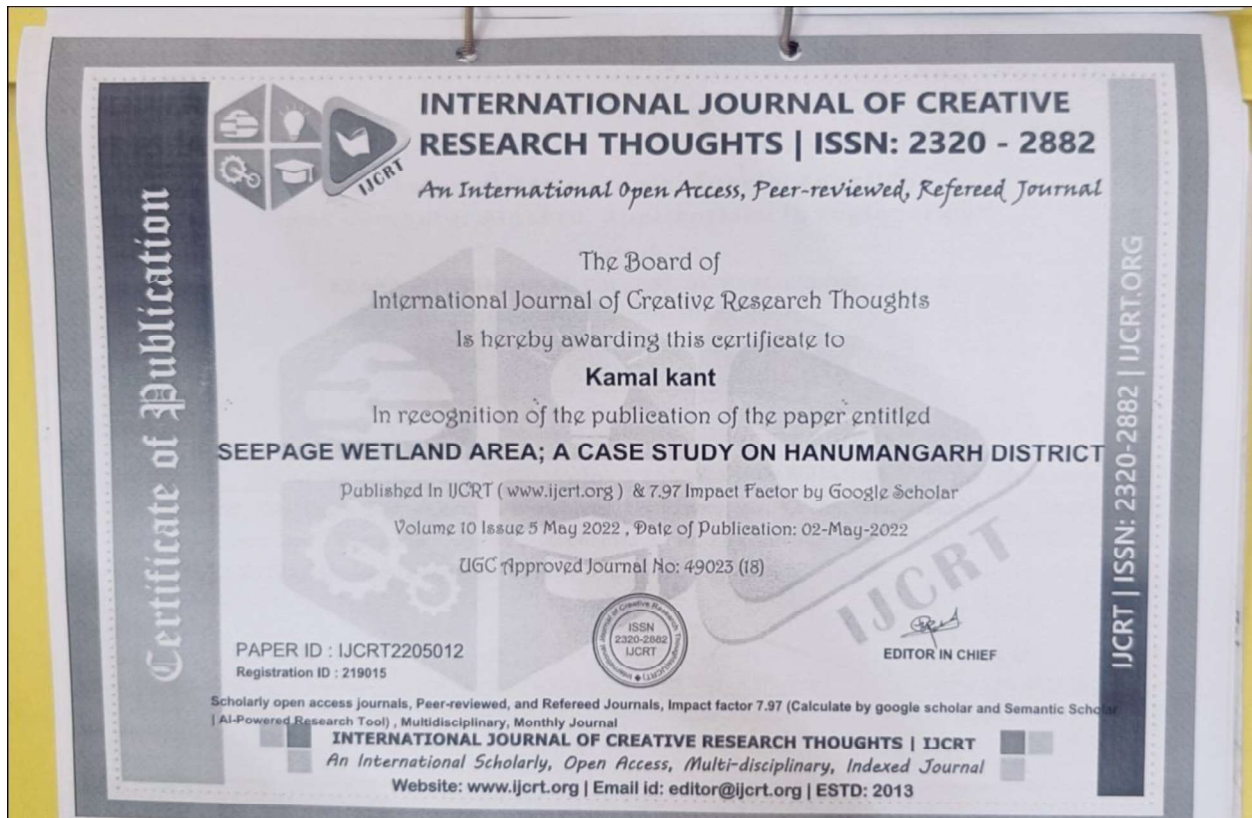 Certificate of Publication
IJCRT
INTERNATIONAL JOURNAL OF CREATIVE
RESEARCH THOUGHTS | ISSN: 2320 - 2882
An International Open Access, Peer-reviewed, Refereed Journal
The Board of
International Journal of Creative Research Thoughts
Is hereby awarding this certificate to
Kamal kant
In recognition of the publication of the paper entitled
SEEPAGE WETLAND AREA; A CASE STUDY ON HANUMANGARH DISTRICT
Published In IJCRT ( www.ijcrt.org ) & 7.97 Impact Factor by Google Scholar
Volume 10 Issue 5 May 2022 , Date of Publication: 02-May-2022
UGC Approved Journal No: 49023 (18)
IJCRT
ISSN
2320-2882
IJCRT
PAPER ID : IJCRT2205012
Registration ID : 219015
EDITOR IN CHIEF
Scholarly open access journals, Peer-reviewed, and Refereed Journals, Impact factor 7.97 (Calculate by google scholar and Semantic Scholar
| AI-Powered Research Tool) , Multidisciplinary, Monthly Journal
INTERNATIONAL JOURNAL OF CREATIVE RESEARCH THOUGHTS | IJCRT
An International Scholarly, Open Access, Multi-disciplinary, Indexed Journal
Website: www.ijcrt.org | Email id: editor@ijcrt.org | ESTD: 2013
IJCRT | ISSN: 2320-2882 | IJCRT.ORG